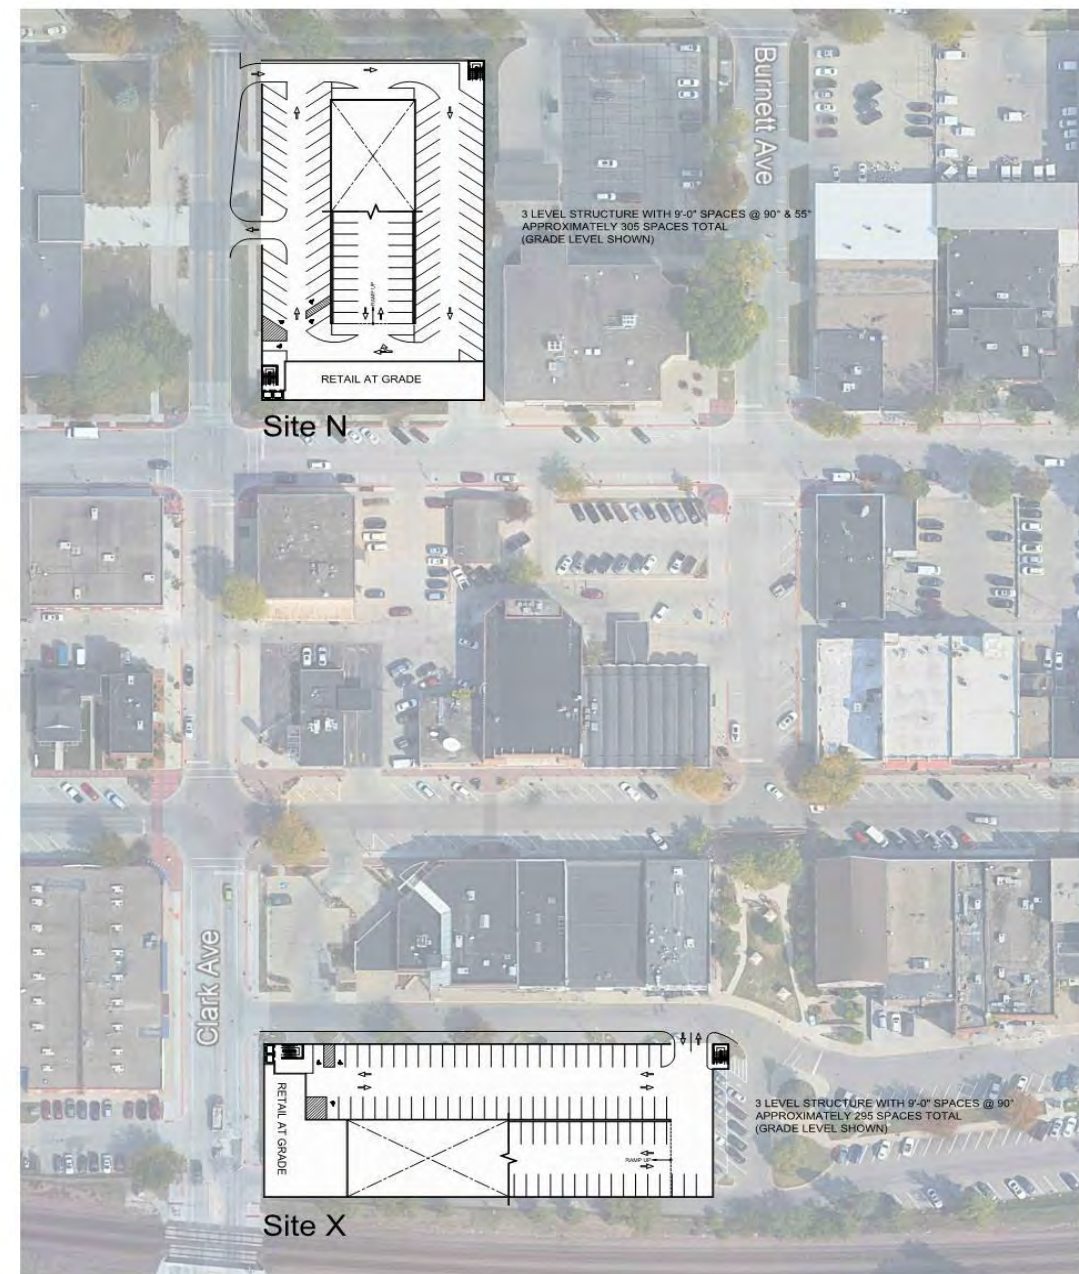 Burnett Ave
3 LEVEL STRUCTURE WITH 9'-0" SPACES @ 90° & 55°
APPROXIMATELY 305 SPACES TOTAL
(GRADE LEVEL SHOWN)
RAMP UP
RETAIL AT GRADE
Site N
Clark Ave
RETAIL AT GRADE
3 LEVEL STRUCTURE WITH 9'-0" SPACES @ 90°
APPROXIMATELY 295 SPACES TOTAL
(GRADE LEVEL SHOWN)
RAMP UP
Site X